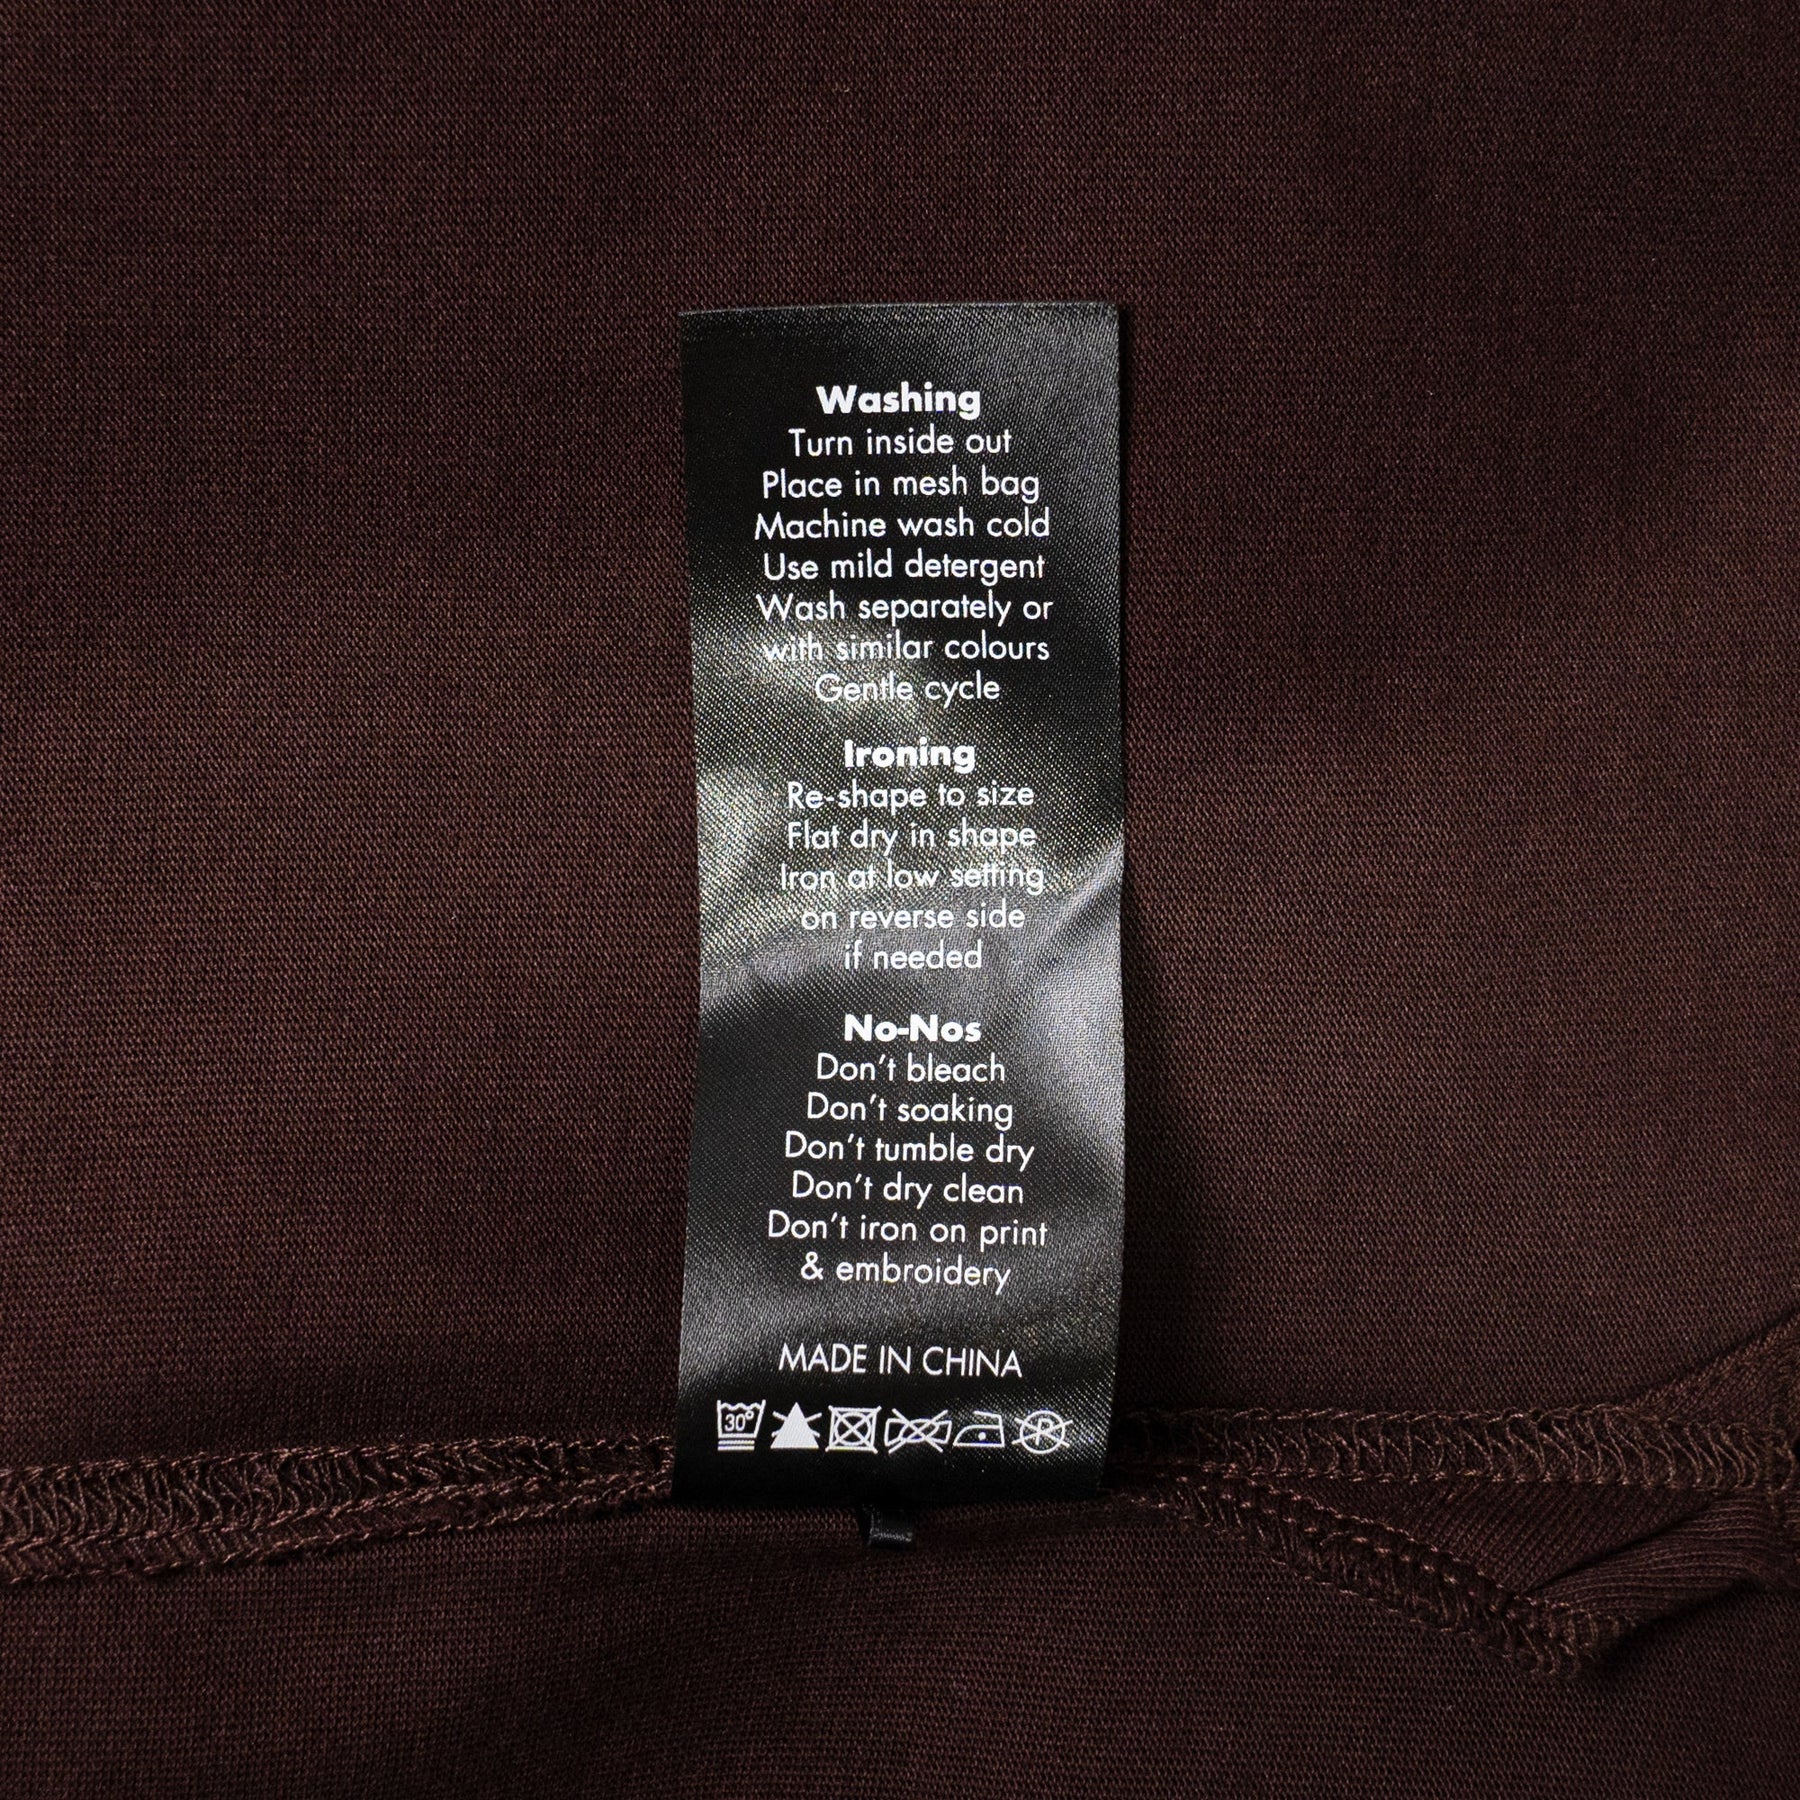 Washing
Turn inside out
Place in mesh bag
Machine wash cold
Use mild detergent
Wash separately or
with similar colours
Gentle cycle
Ironing
Re-shape to size
Flat dry in shape
Iron at low setting
on reverse side
if needed
No-Nos
Don't bleach
Don't soaking
Don't tumble dry
Don't dry clean
Don't iron on print
& embroidery
MADE IN CHINA
30° P